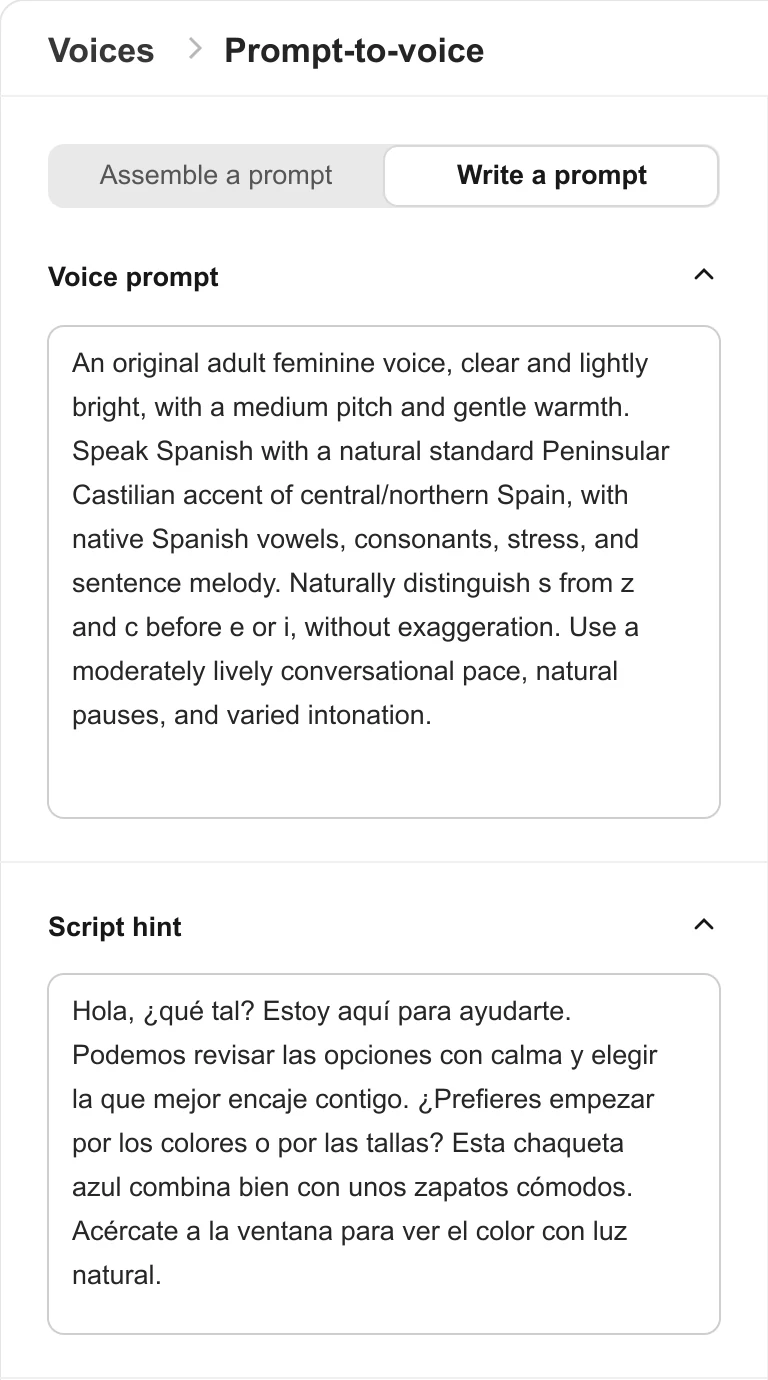 Voices > Prompt-to-voice
Assemble a prompt
Write a prompt
Voice prompt
An original adult feminine voice, clear and lightly
bright, with a medium pitch and gentle warmth.
Speak Spanish with a natural standard Peninsular
Castilian accent of central/northern Spain, with
native Spanish vowels, consonants, stress, and
sentence melody. Naturally distinguish s from z
and c before e or i, without exaggeration. Use a
moderately lively conversational pace, natural
pauses, and varied intonation.
Script hint
Hola, ¿qué tal? Estoy aquí para ayudarte.
Podemos revisar las opciones con calma y elegir
la que mejor encaje contigo. ¿Prefieres empezar
por los colores o por las tallas? Esta chaqueta
azul combina bien con unos zapatos cómodos.
Acércate a la ventana para ver el color con luz
natural.